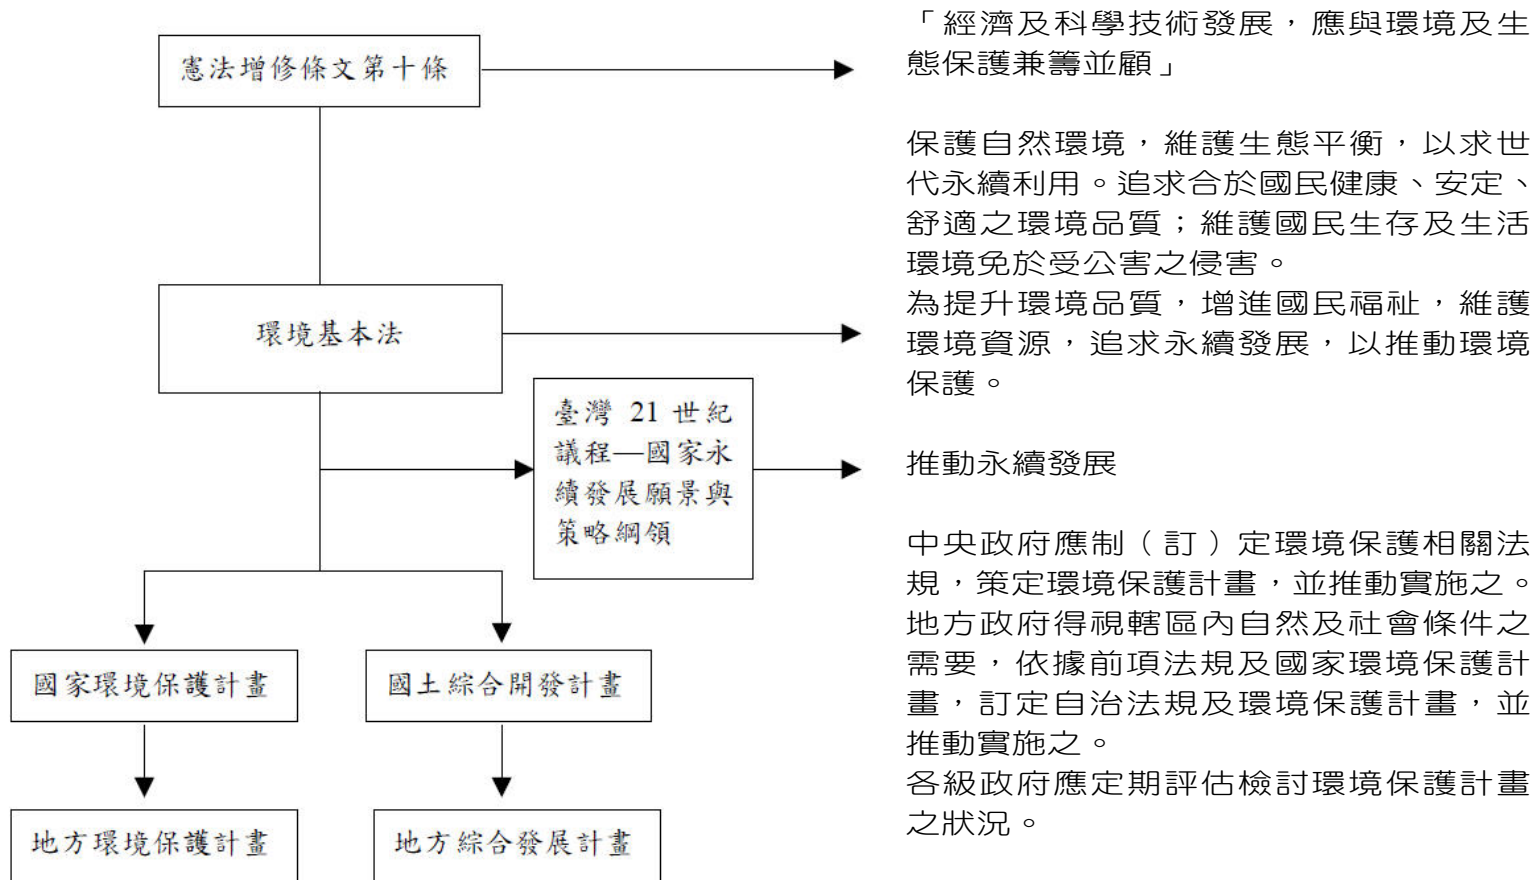 憲法增修條文第十條
「經濟及科學技術發展，應與環境及生
態保護兼籌並顧」
保護自然環境，維護生態平衡，以求世
代永續利用。追求合於國民健康、安定、
舒適之環境品質；維護國民生存及生活
環境免於受公害之侵害。
環境基本法
為提升環境品質，增進國民福祉，維護
環境資源，追求永續發展，以推動環境
保護。
臺灣 21 世紀
議程—國家永
續發展願景與
策略綱領
推動永續發展
中央政府應制（訂）定環境保護相關法
規，策定環境保護計畫，並推動實施之。
地方政府得視轄區內自然及社會條件之
需要，依據前項法規及國家環境保護計
畫，訂定自治法規及環境保護計畫，並
推動實施之。
各級政府應定期評估檢討環境保護計畫
之狀況。
國家環境保護計畫
國土綜合開發計畫
地方環境保護計畫
地方綜合發展計畫